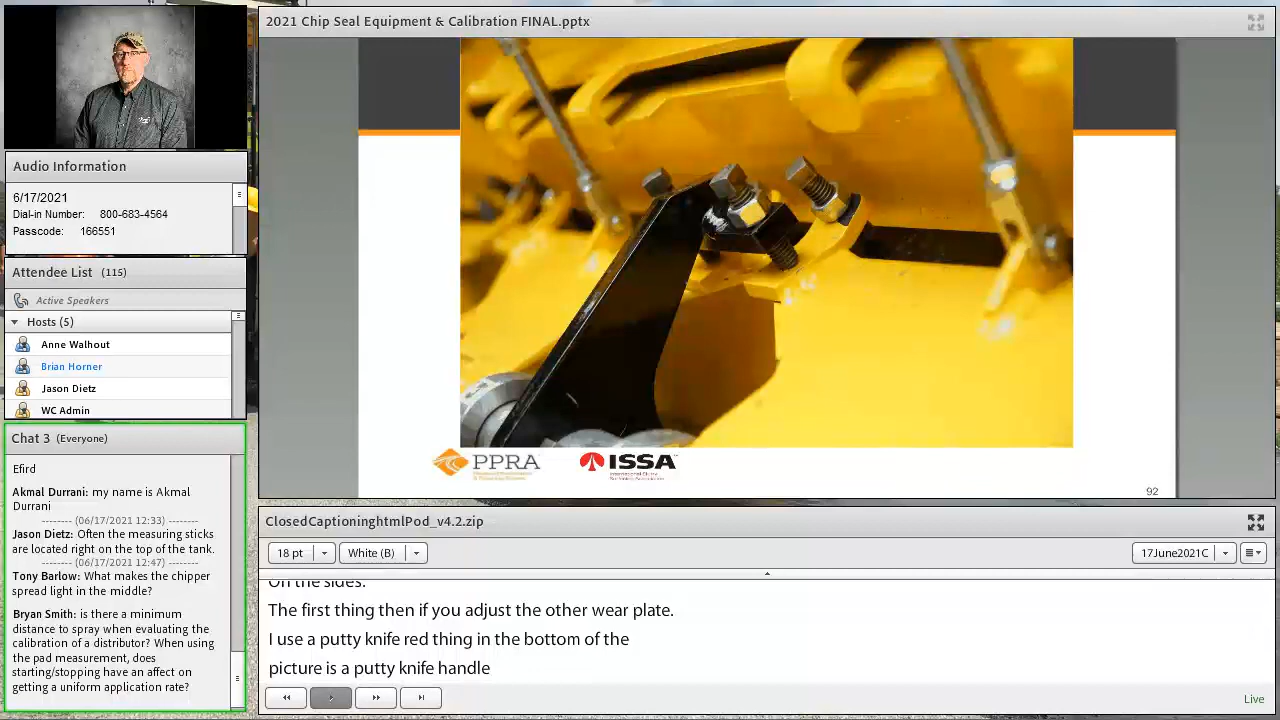 2021 Chip Seal Equipment & Calibration FINAL.pptx
Audio Information
6/17/2021
Dial-in Number: 800-683-4564
Passcode: 166551
Attendee List (115)
Active Speakers
Hosts (5)
Anne Walhout
Brian Horner
Jason Dietz
WC Admin
Chat 3 (Everyone)
Efird
Akmal Durrani: my name is Akmal
Durrani
-------- (06/17/2021 12:33) --------
Jason Dietz: Often the measuring sticks
are located right on the top of the tank.
-------- (06/17/2021 12:47) --------
Tony Barlow: What makes the chipper
spread light in the middle?
Bryan Smith: is there a minimum
distance to spray when evaluating the
calibration of a distributor? When using
the pad measurement, does
starting/stopping have an affect on
getting a uniform application rate?
PPRA
ISSA
92
ClosedCaptioninghtmlPod_v4.2.zip
18 pt
White (B)
17June2021C
On the sides.
The first thing then if you adjust the other wear plate.
I use a putty knife red thing in the bottom of the
picture is a putty knife handle
Live